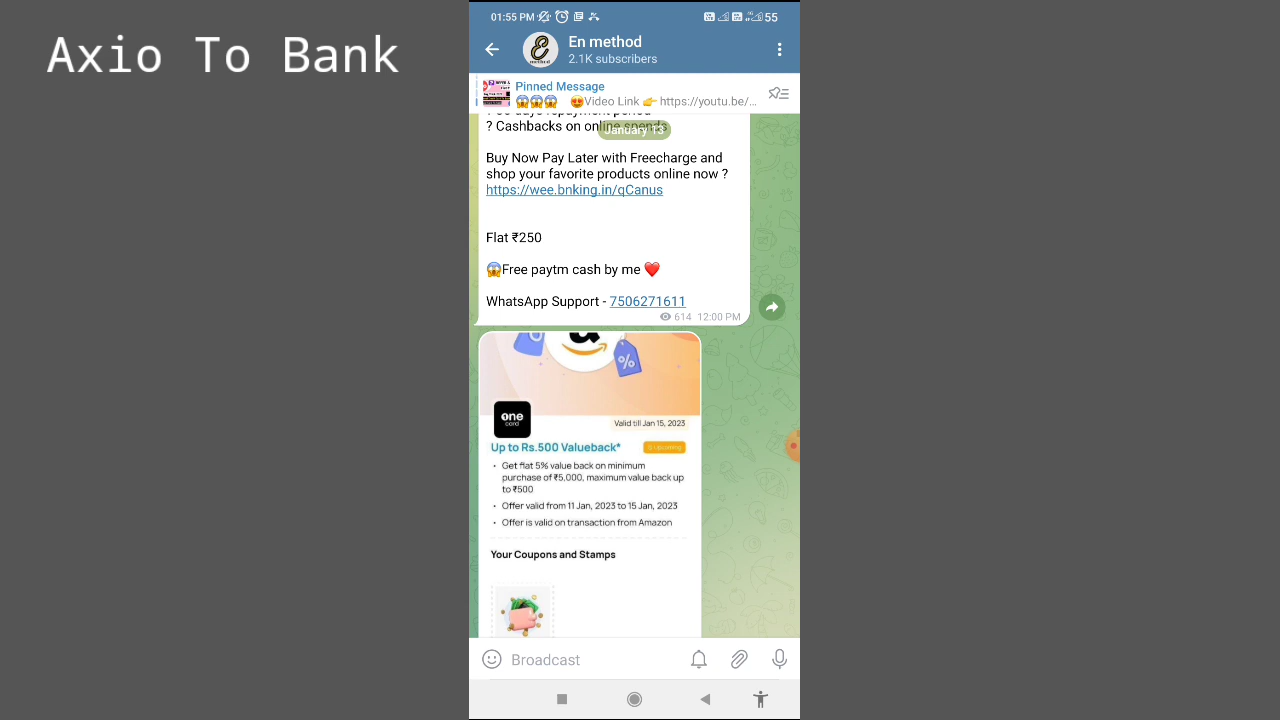 Axio To Bank
01:55 PM
55
En method
2.1K subscribers
Pinned Message
😱😱😱 😍Video Link 👉 https://youtu.be/...
? Cashbacks on online spends
January 13
Buy Now Pay Later with Freecharge and
shop your favorite products online now ?
https://wee.bnking.in/qCanus
Flat ₹250
😱Free paytm cash by me ❤️
WhatsApp Support - 7506271611
614 12:00 PM
one
card
Valid till Jan 15, 2023
Up to Rs.500 Valueback*
Upcoming
• Get flat 5% value back on minimum
purchase of ₹5,000, maximum value back up
to ₹500
• Offer valid from 11 Jan, 2023 to 15 Jan, 2023
• Offer is valid on transaction from Amazon
Your Coupons and Stamps
Broadcast